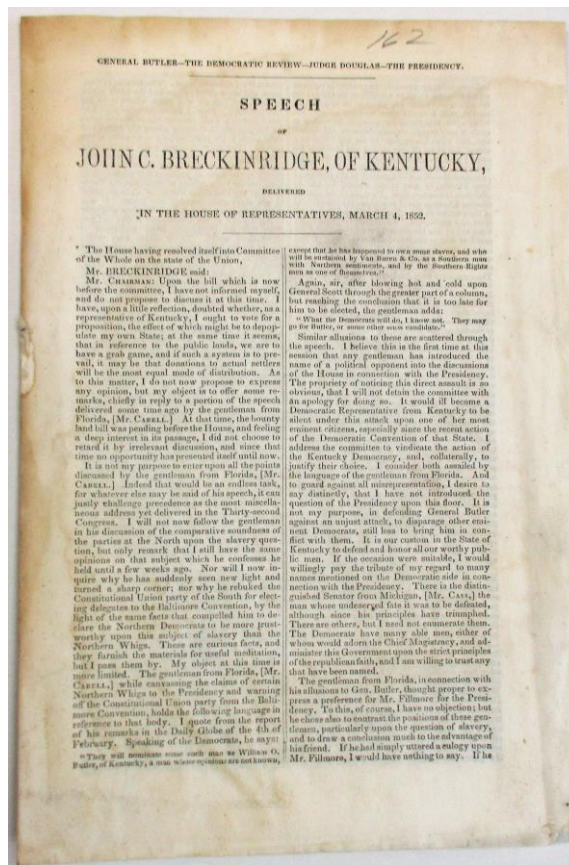 162
GENERAL BUTLER—THE DEMOCRATIC REVIEW—JUDGE DOUGLAS—THE PRESIDENCY.
SPEECH
OF
JOHN C. BRECKINRIDGE, OF KENTUCKY,
DELIVERED
IN THE HOUSE OF REPRESENTATIVES, MARCH 4, 1852.
The House having resolved itself into Committee
of the Whole on the state of the Union,
Mr. BRECKINRIDGE said:
Mr. CHAIRMAN: Upon the bill which is now
before the committee, I have not informed myself,
and do not propose to discuss it at this time. I
have, upon a little reflection, doubted whether, as a
representative of Kentucky, I ought to vote for a
proposition, the effect of which might be to depop-
ulate my own State; at the same time it seems,
that in reference to the public lands, we are to
have a grab game, and if such a system is to pre-
vail, it may be that donations to actual settlers
will be the most equal mode of distribution. As
to this matter, I do not now propose to express
any opinion, but my object is to offer some re-
marks, chiefly in reply to a portion of the speech
delivered some time ago by the gentleman from
Florida, [Mr. CABELL.] At that time, the bounty
land bill was pending before the House, and feeling
a deep interest in its passage, I did not choose to
retard it by irrelevant discussion, and since that
time no opportunity has presented itself until now.
It is not my purpose to enter upon all the points
discussed by the gentleman from Florida, [Mr.
CABELL.] Indeed that would be an endless task,
for whatever else may be said of his speech, it can
justly challenge precedence as the most miscella-
neous address yet delivered in the Thirty-second
Congress. I will not now follow the gentleman
in his discussion of the comparative soundness of
the parties at the North upon the slavery ques-
tion, but only remark that I still have the same
opinions on that subject which he confesses he
held until a few weeks ago. Nor will I now in-
quire why he has suddenly seen new light and
turned a sharp corner; nor why he rebuked the
Constitutional Union party of the South for elect-
ing delegates to the Baltimore Convention, by the
light of the same facts that compelled him to de-
clare the Northern Democrats to be more trust-
worthy upon this subject of slavery than the
Northern Whigs. These are curious facts, and
they furnish the materials for useful meditation,
but I pass them by. My object at this time is
more limited. The gentleman from Florida, [Mr.
CABELL,] while canvassing the claims of certain
Northern Whigs to the Presidency and warning
off the Constitutional Union party from the Balti-
more Convention, holds the following language in
reference to that body. I quote from the report
of his remarks in the Daily Globe of the 4th of
February. Speaking of the Democrats, he says:
"They will nominate some such man as William O.
Butler, of Kentucky, a man whose opinions are not known,
except that he has happened to own some slaves, and who
will be sustained by Van Buren & Co. as a Southern man
with Northern sentiments, and by the Southern Rights
men as one of themselves."
Again, sir, after blowing hot and cold upon
General Scott through the greater part of a column,
but reaching the conclusion that it is too late for
him to be elected, the gentleman adds:
"What the Democrats will do, I know not. They may
go for Butler, or some other such candidate."
Similar allusions to these are scattered through
the speech. I believe this is the first time at this
session that any gentleman has introduced the
name of a political opponent into the discussions
of the House in connection with the Presidency.
The propriety of noticing this direct assault is so
obvious, that I will not detain the committee with
an apology for doing so. It would ill become a
Democratic Representative from Kentucky to be
silent under this attack upon one of her most
eminent citizens, especially since the recent action
of the Democratic Convention of that State. I
address the committee to vindicate the action of
the Kentucky Democracy, and, collaterally, to
justify their choice. I consider both assailed by
the language of the gentleman from Florida. And
to guard against all misrepresentation, I desire to
say distinctly, that I have not introduced the
question of the Presidency upon this floor. It is
not my purpose, in defending General Butler
against an unjust attack, to disparage other emi-
nent Democrats, still less to bring him in con-
flict with them. It is our custom in the State of
Kentucky to defend and honor all our worthy pub-
lic men. If the occasion were suitable, I would
willingly pay the tribute of my regard to many
names mentioned on the Democratic side in con-
nection with the Presidency. There is the distin-
guished Senator from Michigan, [Mr. CASS,] the
man whose undeserved fate it was to be defeated,
although since his principles have triumphed.
There are others, but I need not enumerate them.
The Democrats have many able men, either of
whom would adorn the Chief Magistracy, and ad-
minister this Government upon the strict principles
of the republican faith, and I am willing to trust any
that have been named.
The gentleman from Florida, in connection with
his allusions to Gen. Butler, thought proper to ex-
press a preference for Mr. Fillmore for the Presi-
dency. To this, of course, I have no objection; but
he chose also to contrast the positions of these gen-
tlemen, particularly upon the question of slavery,
and to draw a conclusion much to the advantage of
his friend. If he had simply uttered a eulogy upon
Mr. Fillmore, I would have nothing to say. If he